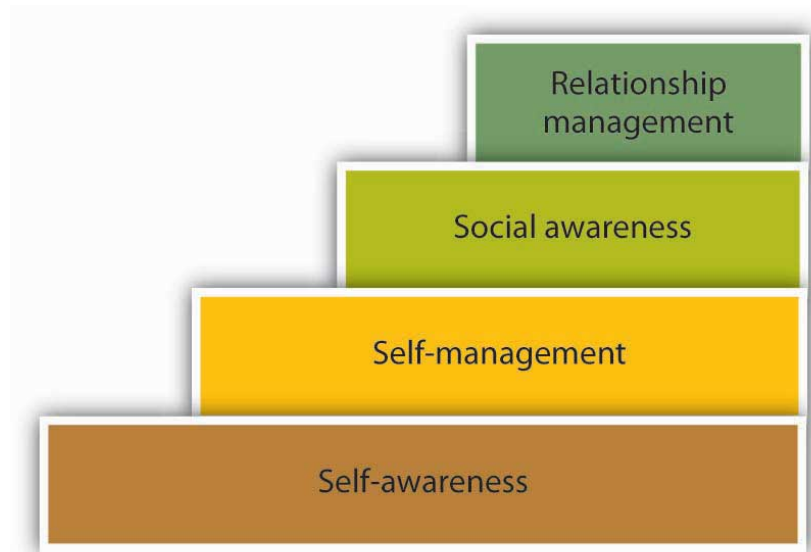 Relationship
management
Social awareness
Self-management
Self-awareness